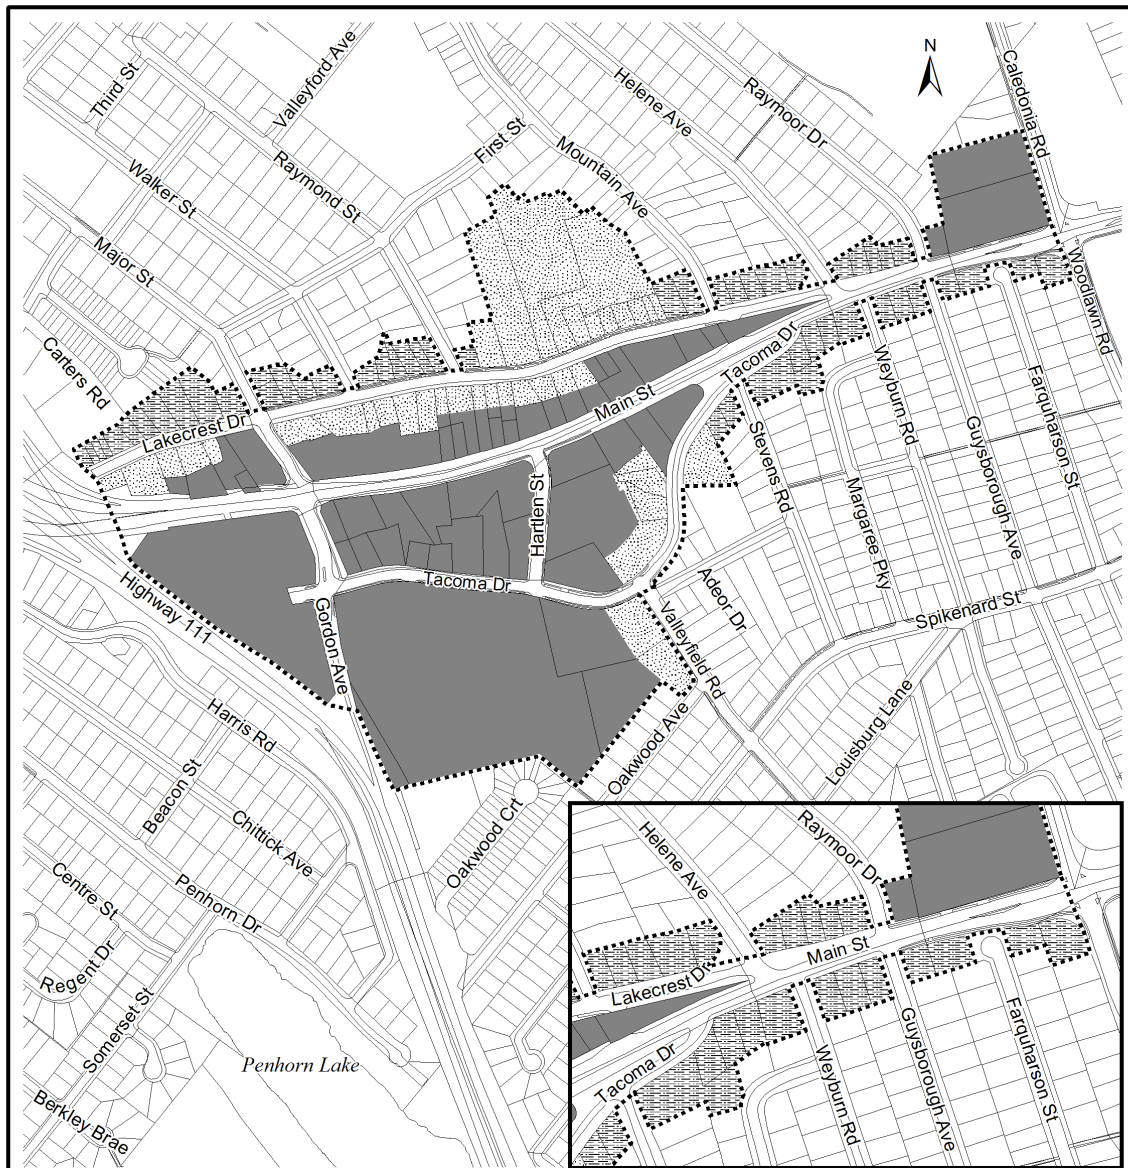 N
Third St
Valleyford Ave
Helene Ave
Raymoor Dr
Caledonia Rd
First St
Mountain Ave
Walker St
Raymond St
Major St
Woodlawn Rd
Carters Rd
Lakecrest Dr
Main St
Tacoma Dr
Weyburn Rd
Farquharson St
Stevens Rd
Guysborough Ave
Hartlen St
Margaree Pky
Tacoma Dr
Adeor Dr
Highway 111
Gordon Ave
Valleyfield Rd
Spikenard St
Harris Rd
Louisburg Lane
Oakwood Ave
Beacon St
Chittick Ave
Oakwood Crt
Centre St
Penhorn Dr
Regent Dr
Somerset St
Penhorn Lake
Berkley Brae
Helene Ave
Raymoor Dr
Main St
Lakecrest Dr
Tacoma Dr
Weyburn Rd
Guysborough Ave
Farquharson St